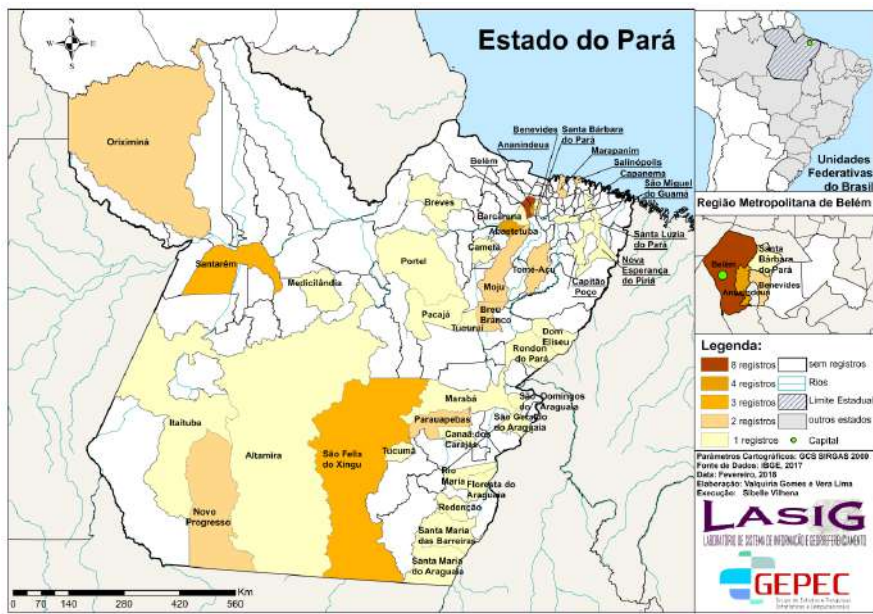 Estado do Pará
N
W E
S
Oriximiná
Benevides
Santa Bárbara
do Pará
Ananindeua
Marapanim
Belém
Salinópolis
Capanema
São Miguel
do Guamá
Breves
Barcarena
Abaetetuba
Cametá
Santa Luzia
do Pará
Santarém
Portel
Tomé-Açu
Nova
Esperança
do Piriá
Medicilândia
Moju
Capitão
Poço
Pacajá
Breu
Branco
Tucuruí
Dom
Eliseu
Rondon
do Pará
Marabá
São Domingos
do Araguaia
Itaituba
Parauapebas
São Geraldo
do Araguaia
Canaã dos
Carajás
Altamira
São Felix
do Xingu
Tucumã
Rio
Maria
Floresta do
Araguaia
Redenção
Novo
Progresso
Santa Maria
das Barreiras
Santa Maria
do Araguaia
Km
0 70 140 280 420 560
Unidades
Federativas
do Brasil
Região Metropolitana de Belém
Santa
Bárbara
do Pará
Belém
Ananindeua
Benevides
Legenda:
8 registros
4 registros
3 registros
2 registros
1 registros
sem registros
Rios
Limite Estadual
outros estados
Capital
Parâmetros Cartográficos: GCS SIRGAS 2000
Fonte de Dados: IBGE, 2017
Data: Fevereiro, 2018
Elaboração: Valquiria Gomes e Vera Lima
Execução: Sibelle Vilhena
LASIG
LABORATÓRIO DE SISTEMA DE INFORMAÇÃO E GEORREFERENCIAMENTO
GEPEC